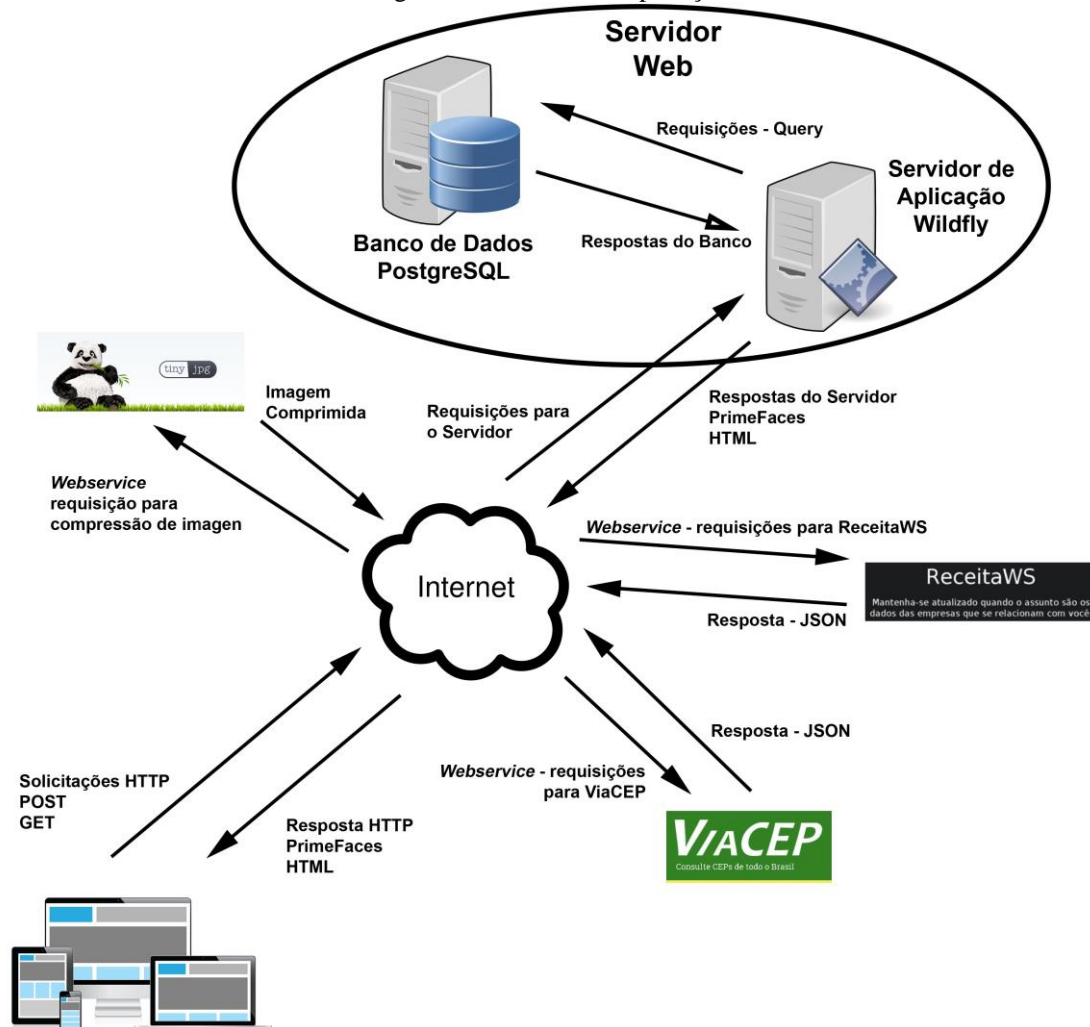 Servidor
Web
Requisições - Query
Servidor de
Aplicação
Wildfly
Respostas do Banco
Banco de Dados
PostgreSQL
tiny jpg
Imagem
Comprimida
Requisições para
o Servidor
Respostas do Servidor
PrimeFaces
HTML
Webservice
requisição para
compressão de imagen
Webservice - requisições para ReceitaWS
Internet
ReceitaWS
Mantenha-se atualizado quando o assunto são os
dados das empresas que se relacionam com você
Resposta - JSON
Resposta - JSON
Webservice - requisições
para ViaCEP
Solicitações HTTP
POST
GET
Resposta HTTP
PrimeFaces
HTML
VIACEP
Consulte CEPs de todo o Brasil